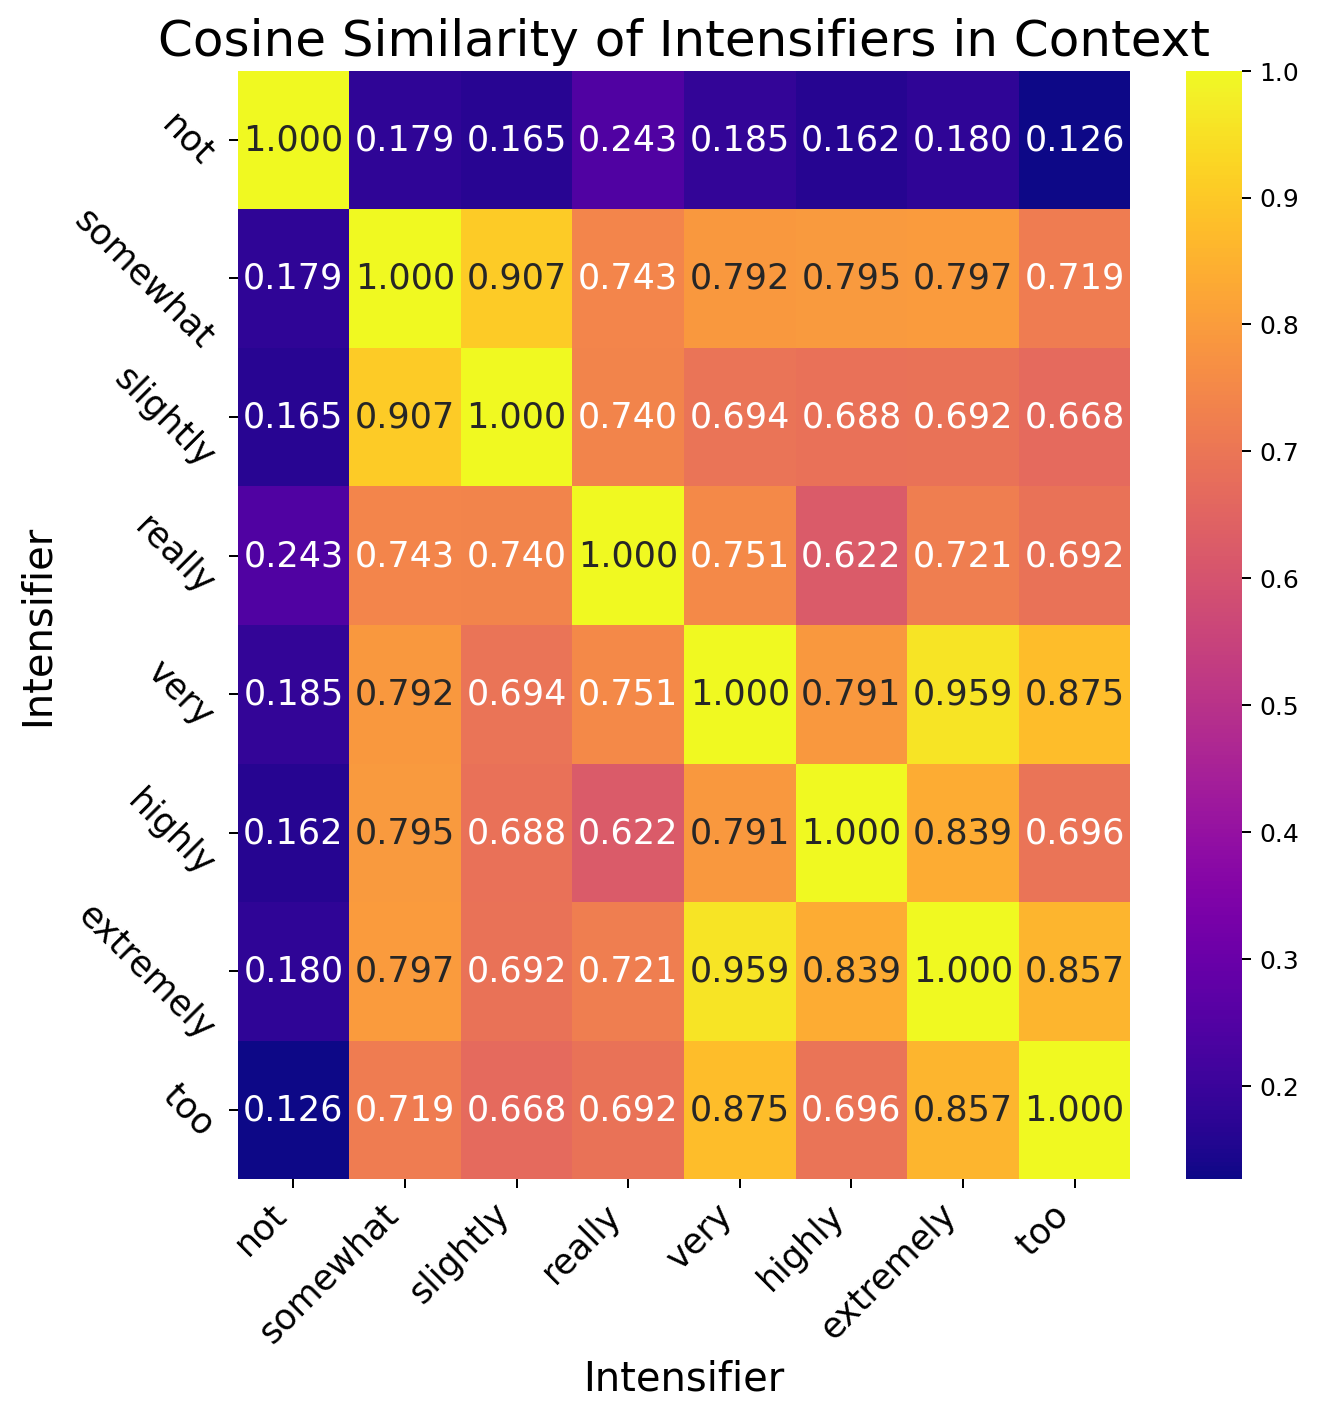 Cosine Similarity of Intensifiers in Context
not 1.000 0.179 0.165 0.243 0.185 0.162 0.180 0.126
somewhat 0.179 1.000 0.907 0.743 0.792 0.795 0.797 0.719
slightly 0.165 0.907 1.000 0.740 0.694 0.688 0.692 0.668
really 0.243 0.743 0.740 1.000 0.751 0.622 0.721 0.692
very 0.185 0.792 0.694 0.751 1.000 0.791 0.959 0.875
highly 0.162 0.795 0.688 0.622 0.791 1.000 0.839 0.696
extremely 0.180 0.797 0.692 0.721 0.959 0.839 1.000 0.857
too 0.126 0.719 0.668 0.692 0.875 0.696 0.857 1.000
not somewhat slightly really very highly extremely too
Intensifier
Intensifier
1.0
0.9
0.8
0.7
0.6
0.5
0.4
0.3
0.2